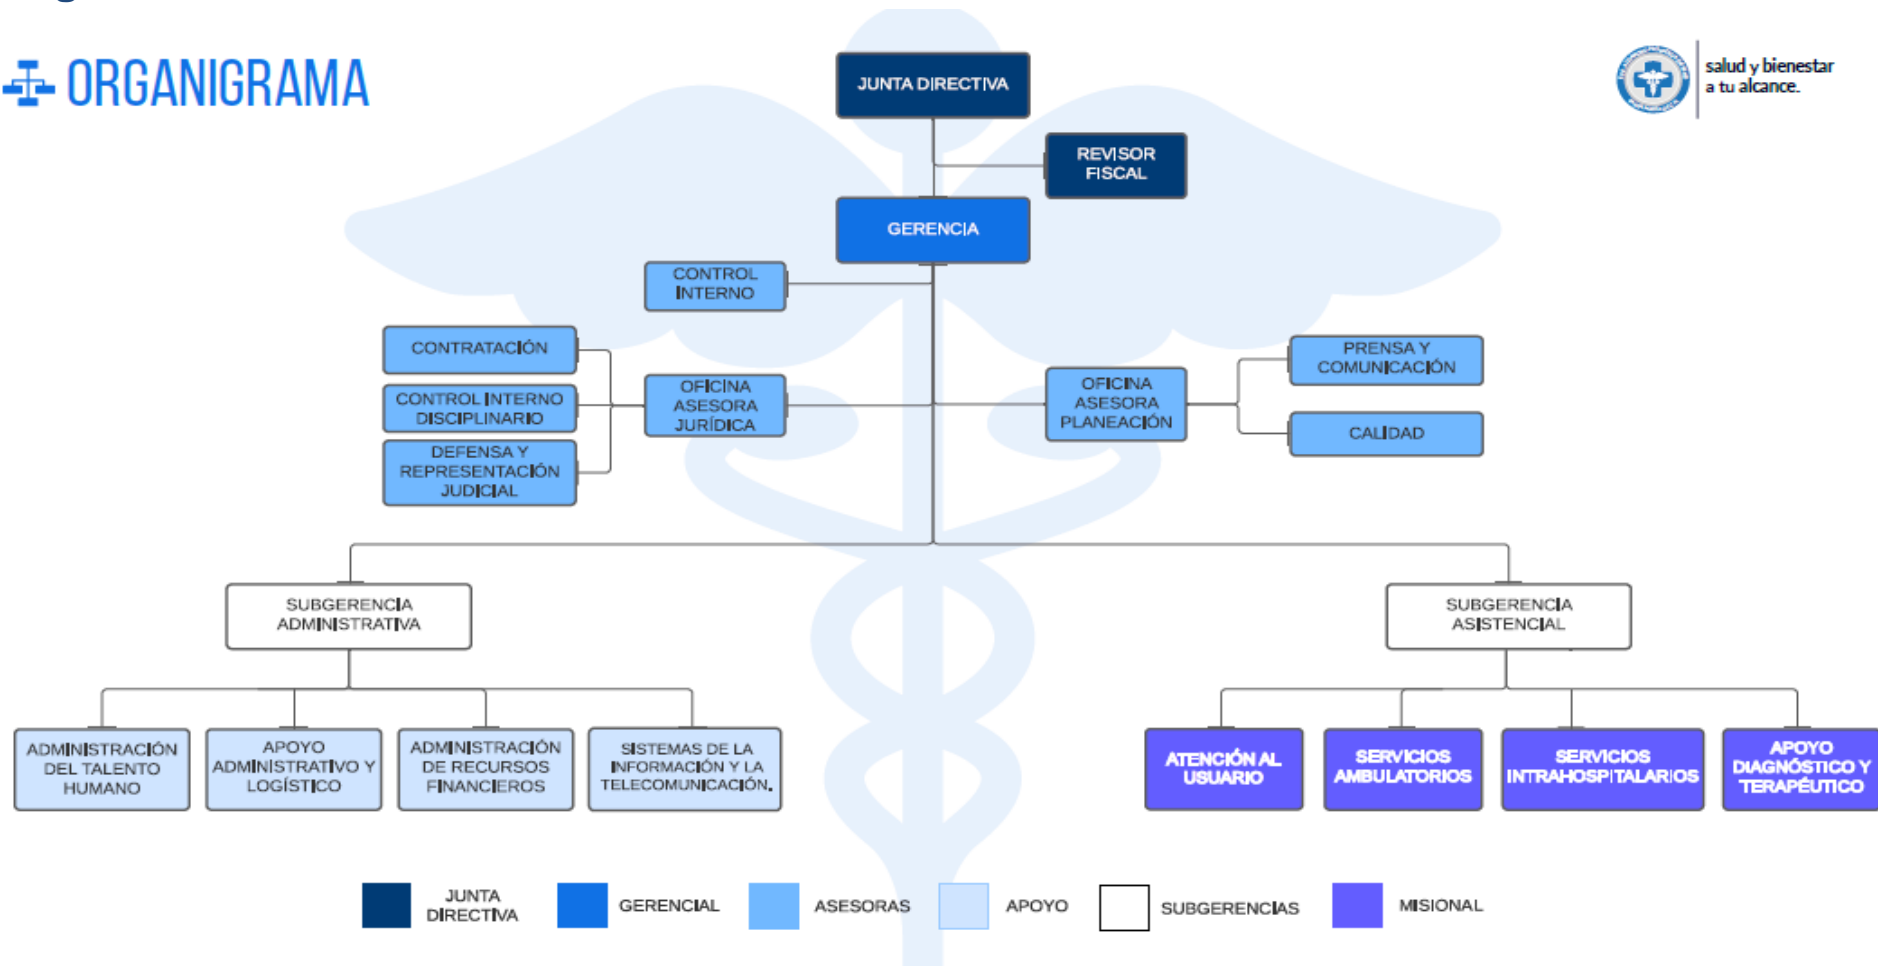 ORGANIGRAMA
salud y bienestar
a tu alcance.
JUNTA DIRECTIVA
REVISOR
FISCAL
GERENCIA
CONTROL
INTERNO
CONTRATACIÓN
CONTROL INTERNO
DISCIPLINARIO
DEFENSA Y
REPRESENTACIÓN
JUDICIAL
OFICINA
ASESORA
JURÍDICA
OFICINA
ASESORA
PLANEACIÓN
PRENSA Y
COMUNICACIÓN
CALIDAD
SUBGERENCIA
ADMINISTRATIVA
SUBGERENCIA
ASISTENCIAL
ADMINISTRACIÓN
DEL TALENTO
HUMANO
APOYO
ADMINISTRATIVO Y
LOGÍSTICO
ADMINISTRACIÓN
DE RECURSOS
FINANCIEROS
SISTEMAS DE LA
INFORMACIÓN Y LA
TELECOMUNICACIÓN.
ATENCIÓN AL
USUARIO
SERVICIOS
AMBULATORIOS
SERVICIOS
INTRAHOSPITALARIOS
APOYO
DIAGNÓSTICO Y
TERAPÉUTICO
JUNTA
DIRECTIVA
GERENCIAL
ASESORAS
APOYO
SUBGERENCIAS
MISIONAL